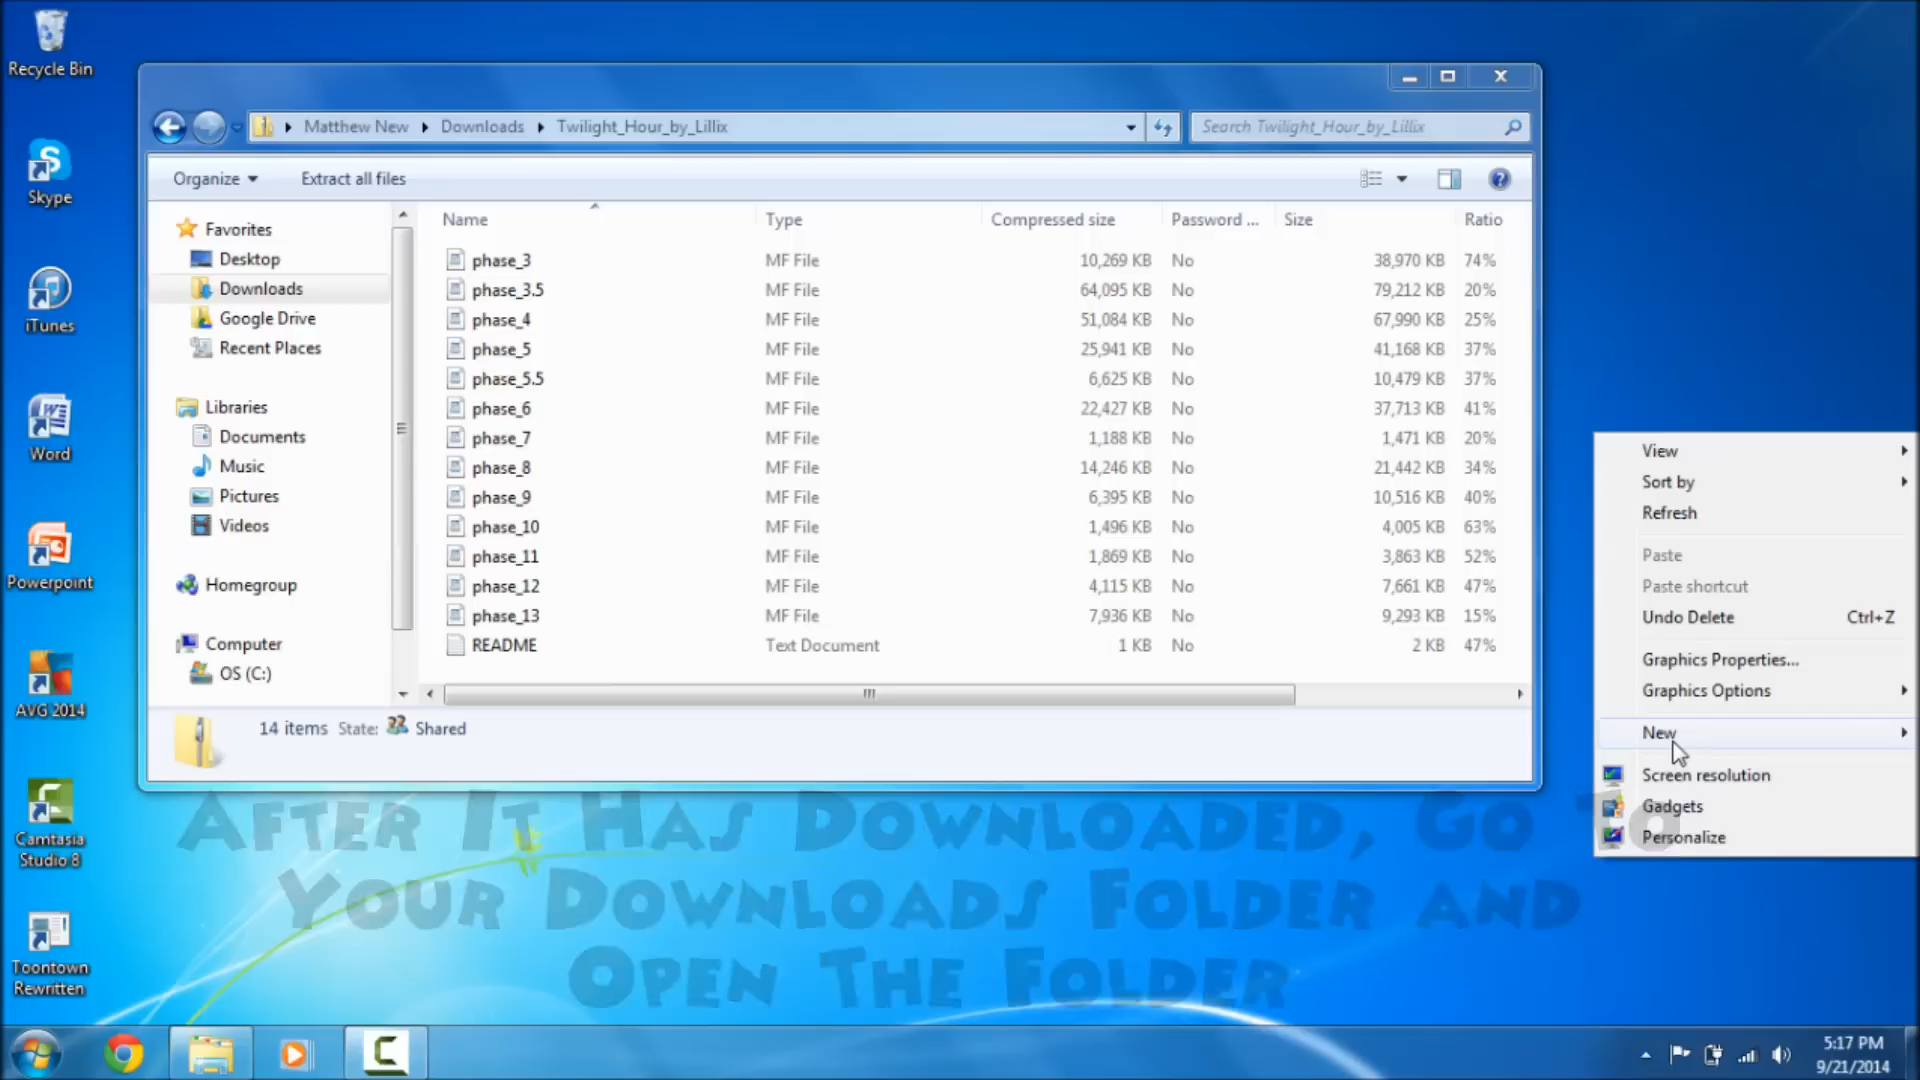 Recycle Bin
Skype
iTunes
Word
Powerpoint
AVG 2014
Camtasia
Studio 8
Toontown
Rewritten
Matthew New Downloads Twilight_Hour_by_Lillix
Search Twilight_Hour_by_Lillix
Organize Extract all files
Favorites
Desktop
Downloads
Google Drive
Recent Places
Libraries
Documents
Music
Pictures
Videos
Homegroup
Computer
OS (C:)
Name Type Compressed size Password ... Size Ratio
phase_3 MF File 10,269 KB No 38,970 KB 74%
phase_3.5 MF File 64,095 KB No 79,212 KB 20%
phase_4 MF File 51,084 KB No 67,990 KB 25%
phase_5 MF File 25,941 KB No 41,168 KB 37%
phase_5.5 MF File 6,625 KB No 10,479 KB 37%
phase_6 MF File 22,427 KB No 37,713 KB 41%
phase_7 MF File 1,188 KB No 1,471 KB 20%
phase_8 MF File 14,246 KB No 21,442 KB 34%
phase_9 MF File 6,395 KB No 10,516 KB 40%
phase_10 MF File 1,496 KB No 4,005 KB 63%
phase_11 MF File 1,869 KB No 3,863 KB 52%
phase_12 MF File 4,115 KB No 7,661 KB 47%
phase_13 MF File 7,936 KB No 9,293 KB 15%
README Text Document 1 KB No 2 KB 47%
14 items State: Shared
View
Sort by
Refresh
Paste
Paste shortcut
Undo Delete Ctrl+Z
Graphics Properties...
Graphics Options
New
Screen resolution
Gadgets
Personalize
After It Has Downloaded, Go To
Your Downloads Folder and
Open The Folder
5:17 PM
9/21/2014